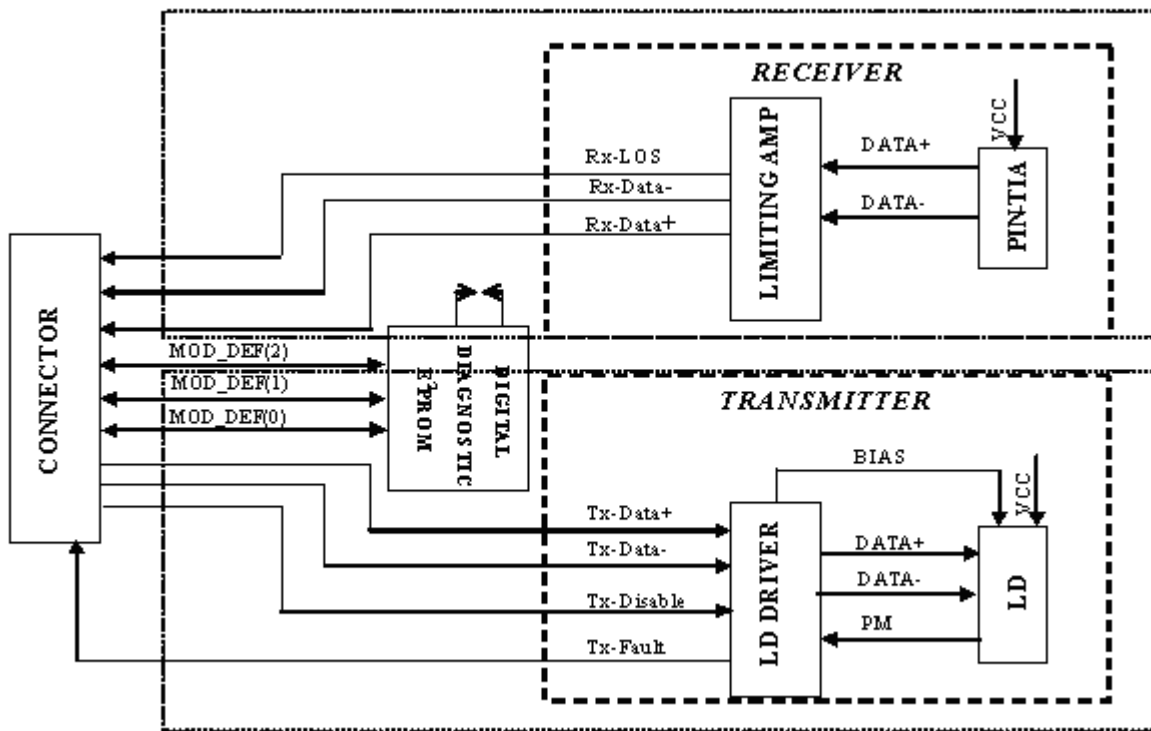 RECEIVER
VCC
LIMITING AMP
DATA+
DATA-
PIN-TIA
Rx-LOS
Rx-Data-
Rx-Data+
CONNECTOR
MOD_DEF(2)
MOD_DEF(1)
MOD_DEF(0)
DIGITAL
DIAGNOSTIC
E²PROM
TRANSMITTER
BIAS
VCC
Tx-Data+
Tx-Data-
Tx-Disable
Tx-Fault
LD DRIVER
DATA+
DATA-
PM
LD